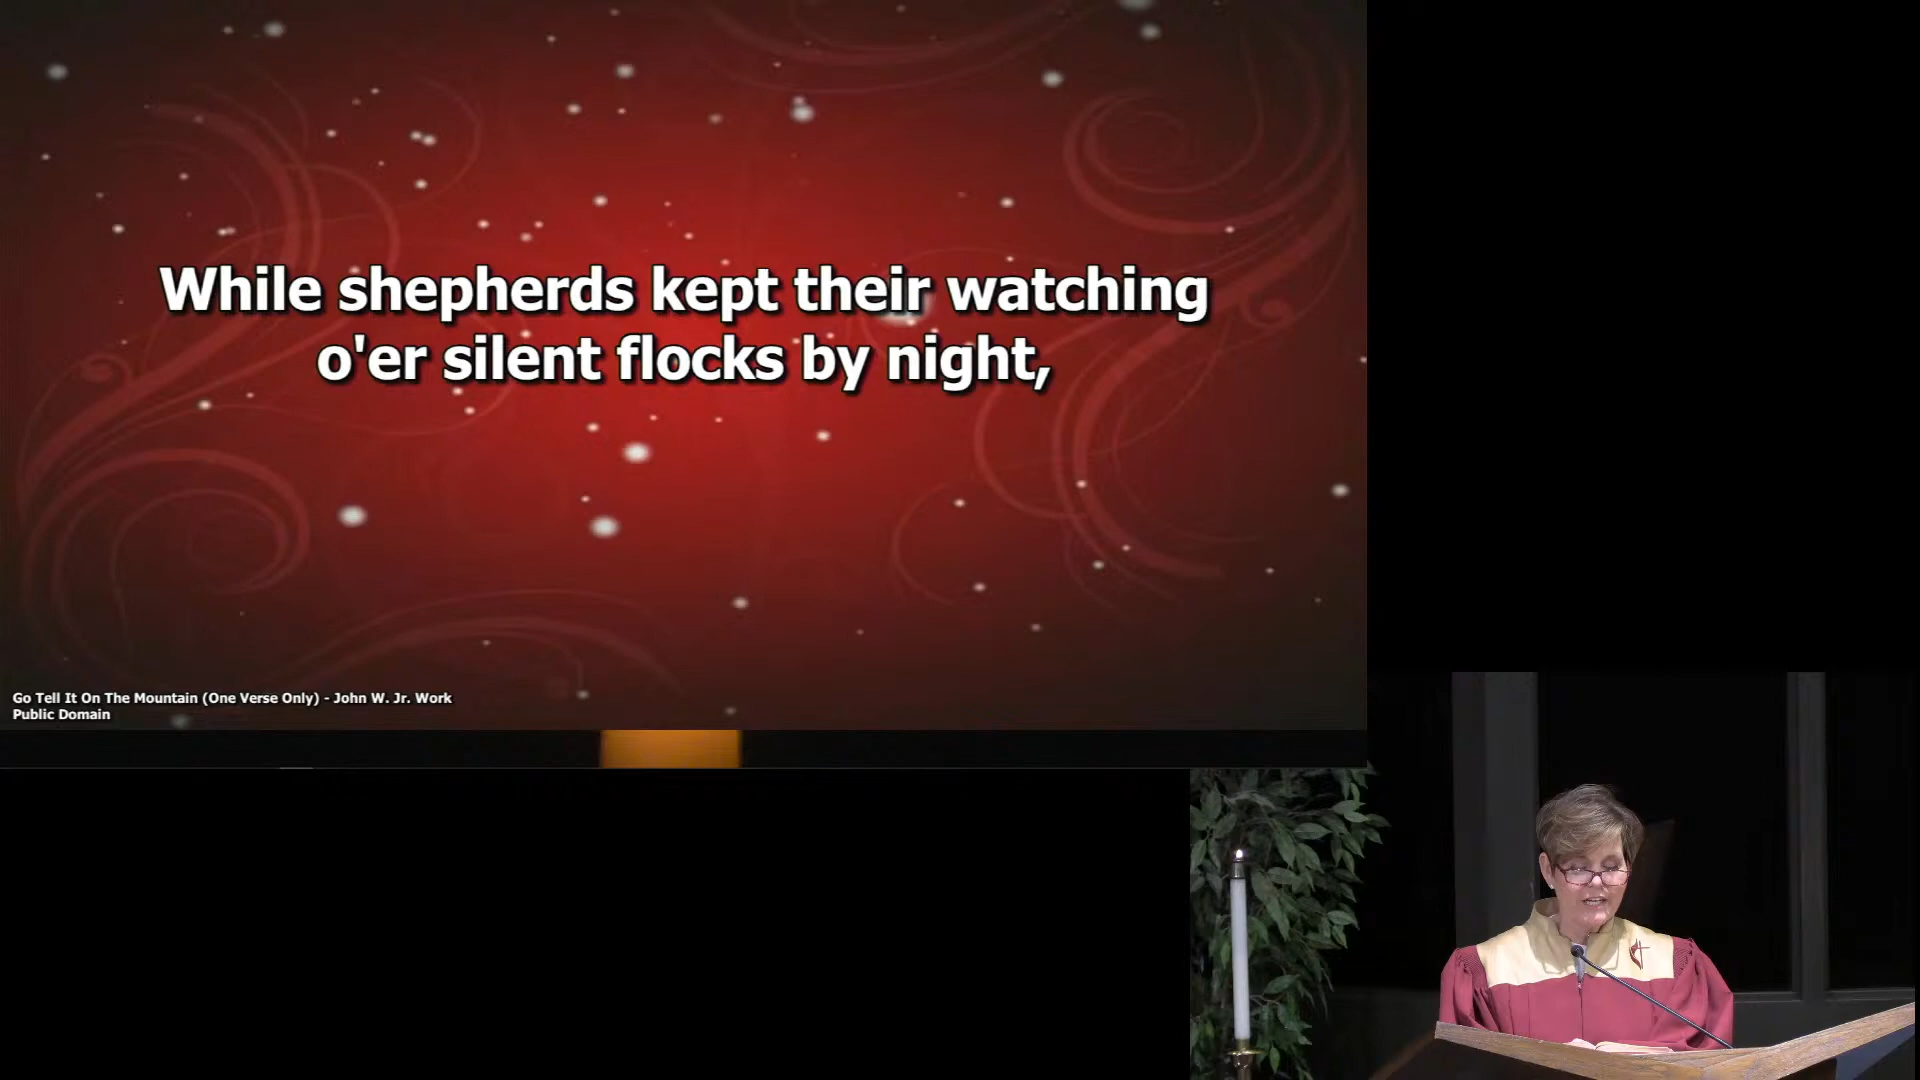 While shepherds kept their watching
o'er silent flocks by night,
Go Tell It On The Mountain (One Verse Only) - John W. Jr. Work
Public Domain